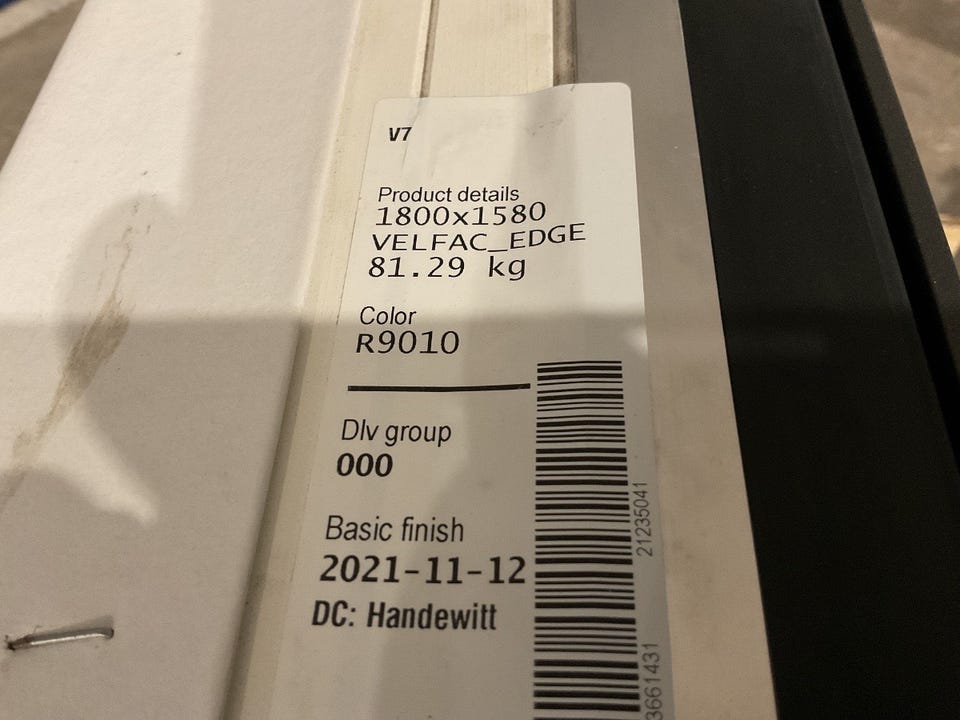 V7
Product details
1800x1580
VELFAC_EDGE
81.29 kg
Color
R9010
Dlv group
000
Basic finish
2021-11-12
DC: Handewitt
21235041
3661431